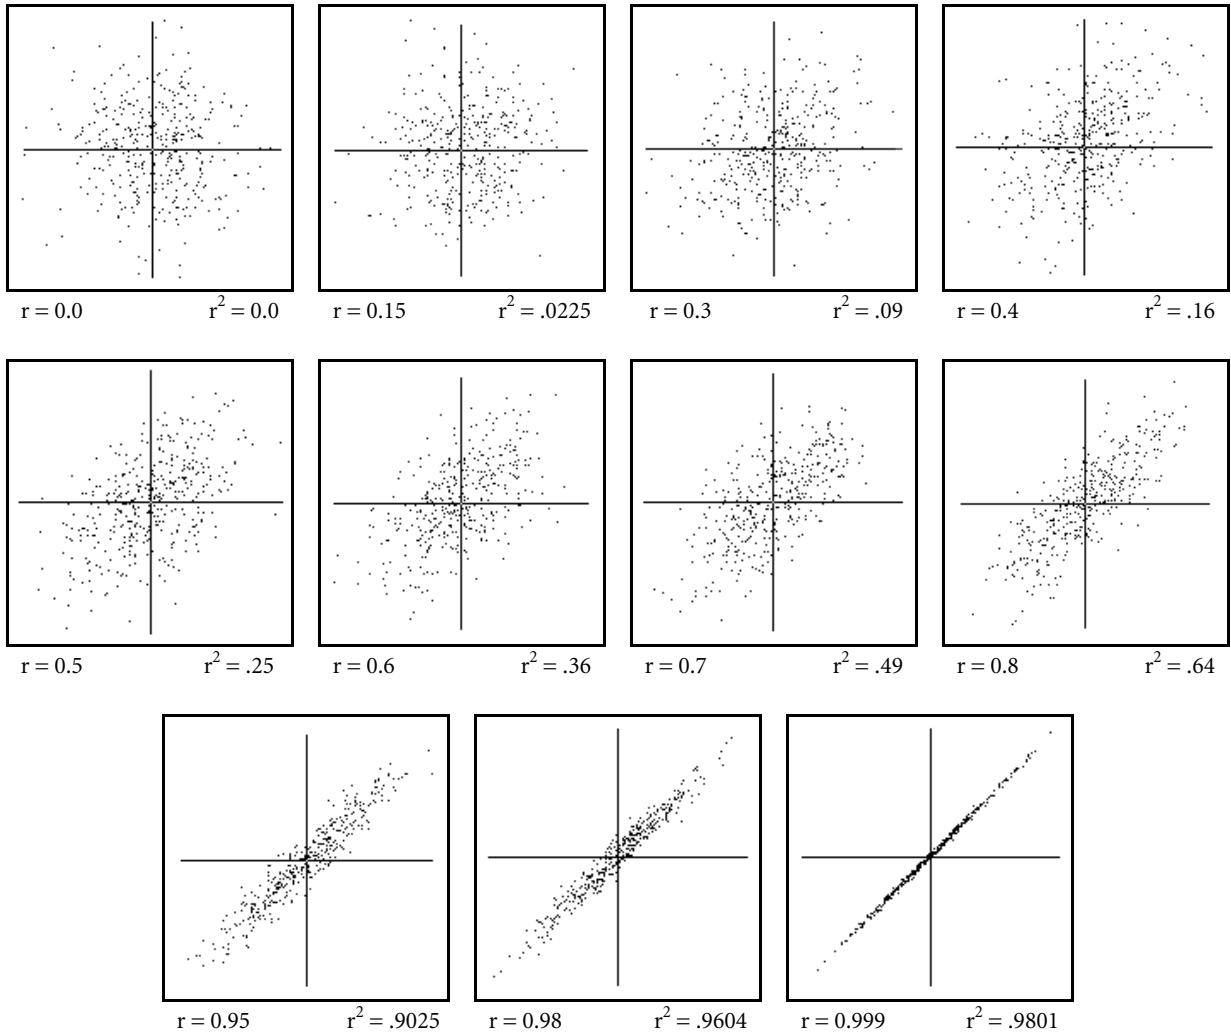 r = 0.0 r² = 0.0 r = 0.15 r² = .0225 r = 0.3 r² = .09 r = 0.4 r² = .16
r = 0.5 r² = .25 r = 0.6 r² = .36 r = 0.7 r² = .49 r = 0.8 r² = .64
r = 0.95 r² = .9025 r = 0.98 r² = .9604 r = 0.999 r² = .9801